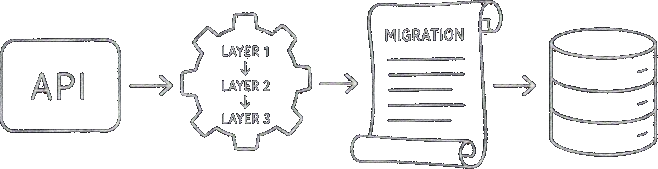 API
LAYER 1
LAYER 2
LAYER 3
MIGRATION